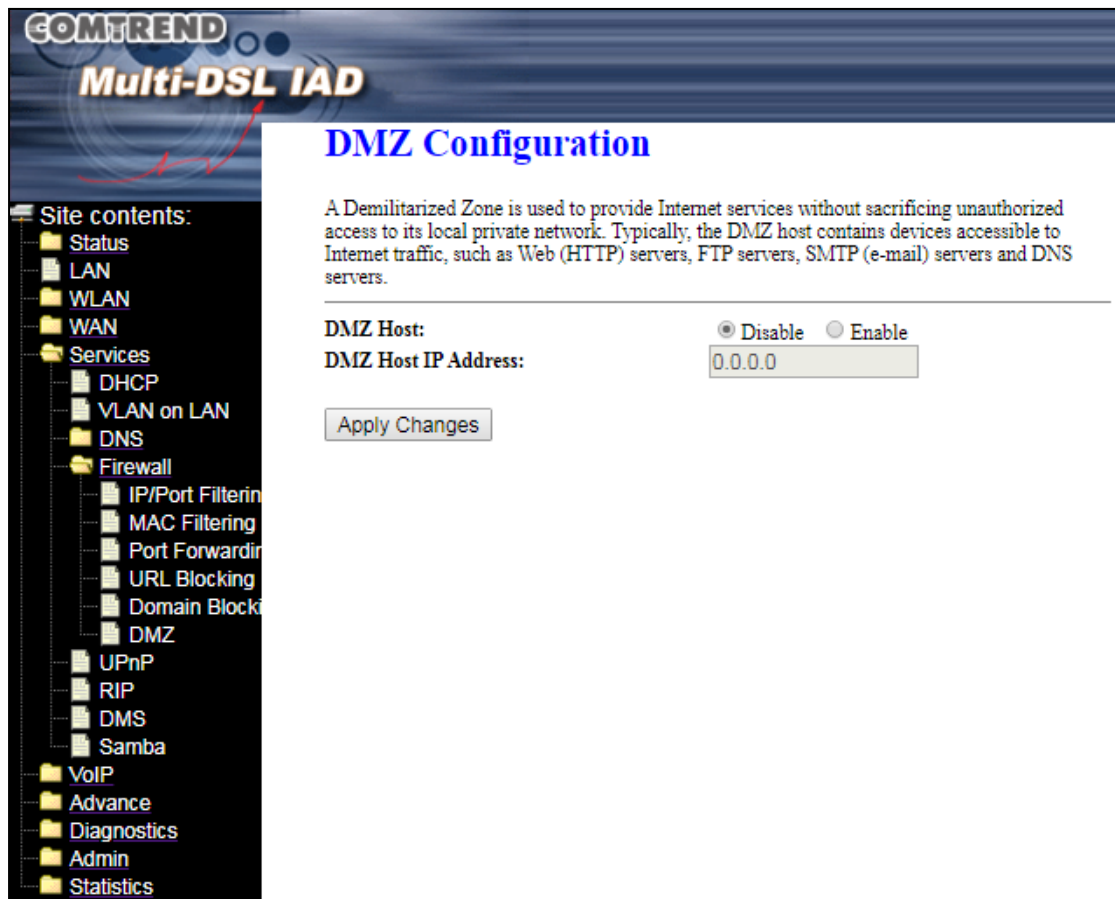 COMTREND
Multi-DSL IAD
DMZ Configuration
A Demilitarized Zone is used to provide Internet services without sacrificing unauthorized
access to its local private network. Typically, the DMZ host contains devices accessible to
Internet traffic, such as Web (HTTP) servers, FTP servers, SMTP (e-mail) servers and DNS
servers.
DMZ Host: Disable Enable
DMZ Host IP Address: 0.0.0.0
Apply Changes
Site contents:
Status
LAN
WLAN
WAN
Services
DHCP
VLAN on LAN
DNS
Firewall
IP/Port Filterin
MAC Filtering
Port Forwardin
URL Blocking
Domain Blocki
DMZ
UPnP
RIP
DMS
Samba
VoIP
Advance
Diagnostics
Admin
Statistics